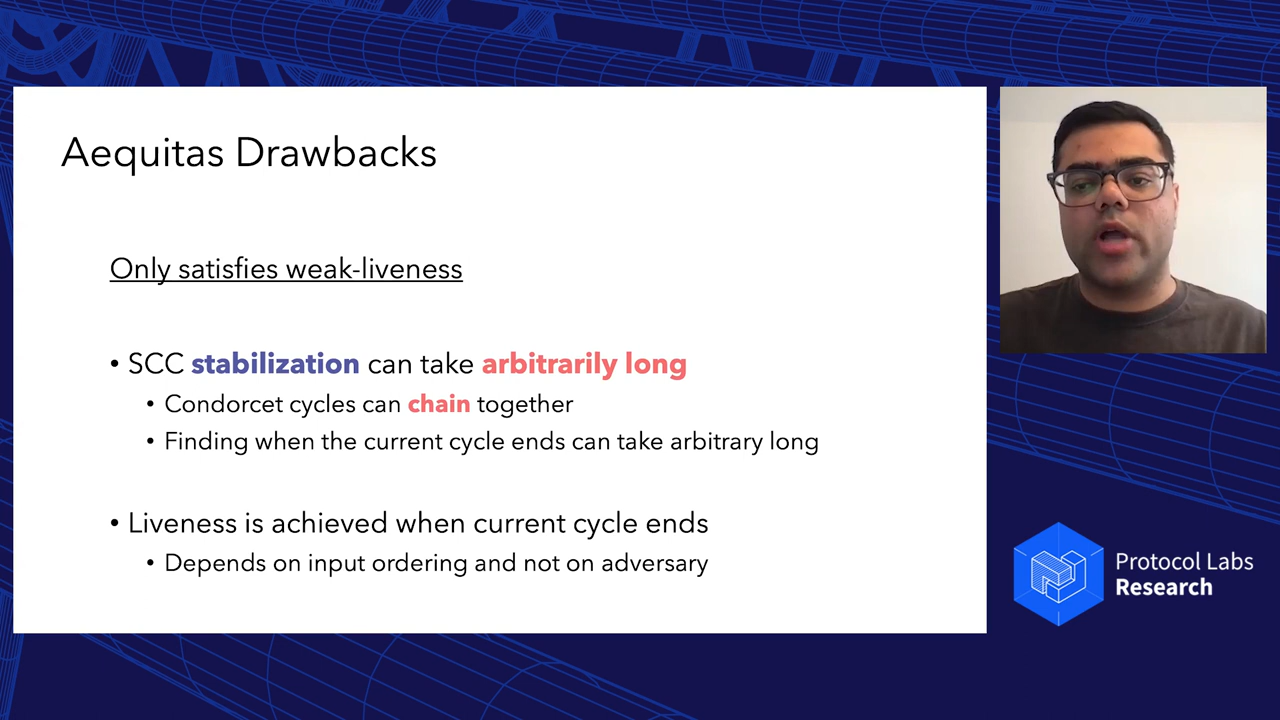 Aequitas Drawbacks
Only satisfies weak-liveness
• SCC stabilization can take arbitrarily long
• Condorcet cycles can chain together
• Finding when the current cycle ends can take arbitrary long
• Liveness is achieved when current cycle ends
• Depends on input ordering and not on adversary
Protocol Labs
Research